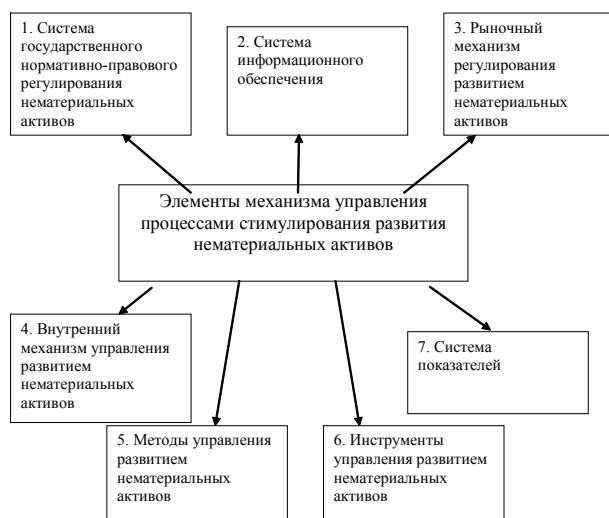 1. Система
государственного
нормативно-правового
регулирования
нематериальных
активов
2. Система
информационного
обеспечения
3. Рыночный
механизм
регулирования
развитием
нематериальных
активов
Элементы механизма управления
процессами стимулирования развития
нематериальных активов
4. Внутренний
механизм управления
развитием
нематериальных
активов
7. Система
показателей
5. Методы управления
развитием
нематериальных
активов
6. Инструменты
управления развитием
нематериальных
активов